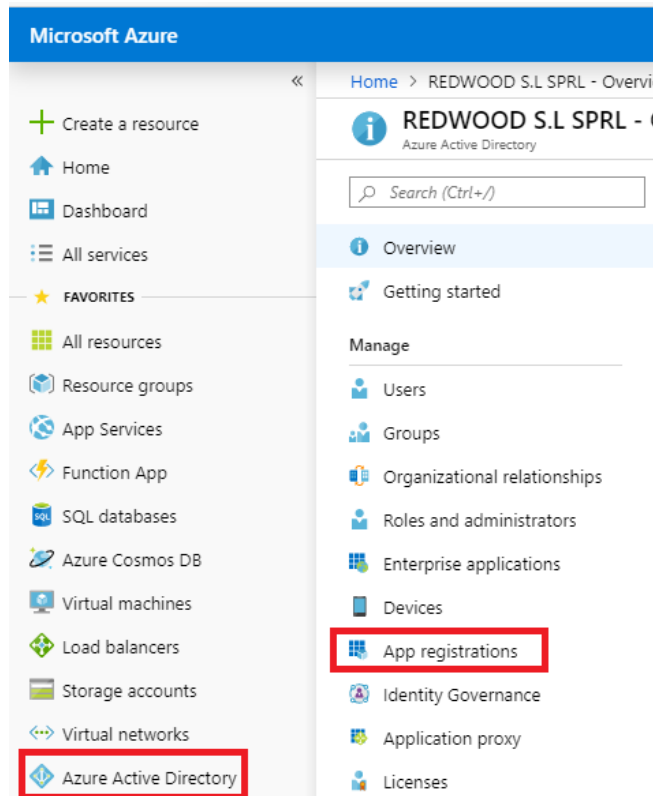 Microsoft Azure
«
Create a resource
Home
Dashboard
All services
FAVORITES
All resources
Resource groups
App Services
Function App
SQL databases
Azure Cosmos DB
Virtual machines
Load balancers
Storage accounts
Virtual networks
Azure Active Directory
Home > REDWOOD S.L SPRL - Overvi
REDWOOD S.L SPRL -
Azure Active Directory
Search (Ctrl+/)
Overview
Getting started
Manage
Users
Groups
Organizational relationships
Roles and administrators
Enterprise applications
Devices
App registrations
Identity Governance
Application proxy
Licenses